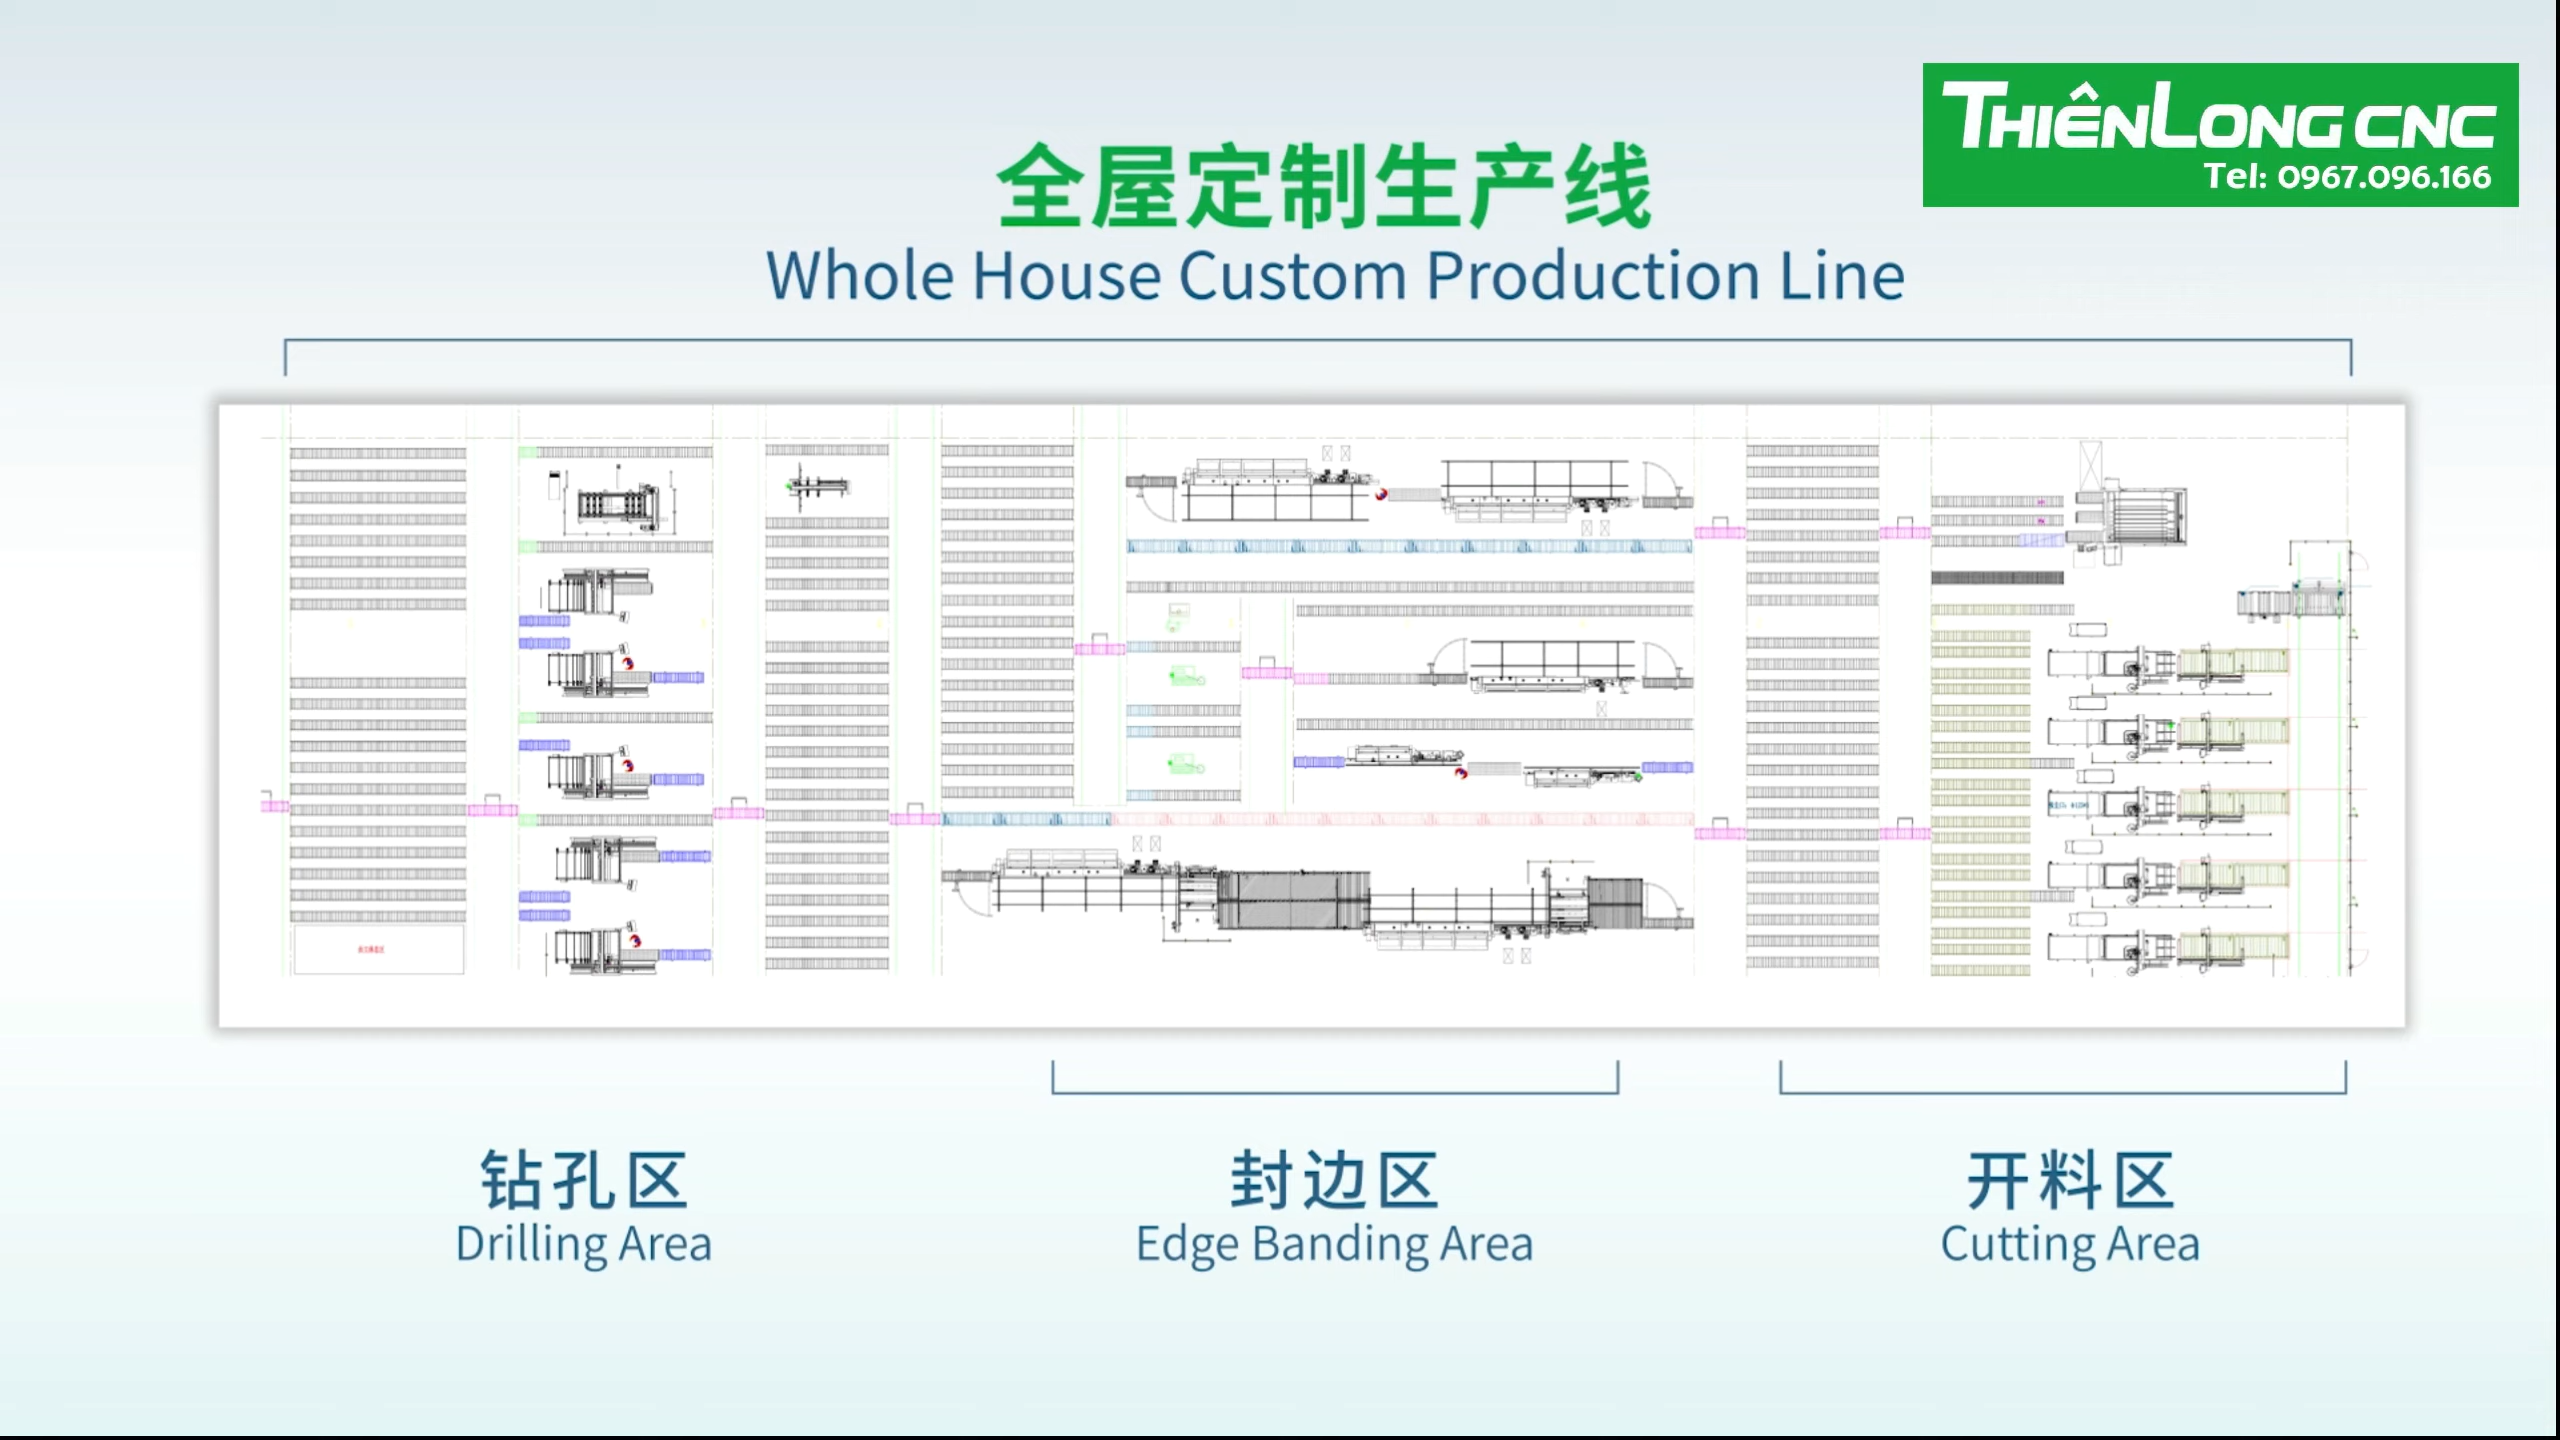 THIÊNLONG CNC
Tel: 0967.096.166
全屋定制生产线
Whole House Custom Production Line
钻孔区
Drilling Area
封边区
Edge Banding Area
开料区
Cutting Area